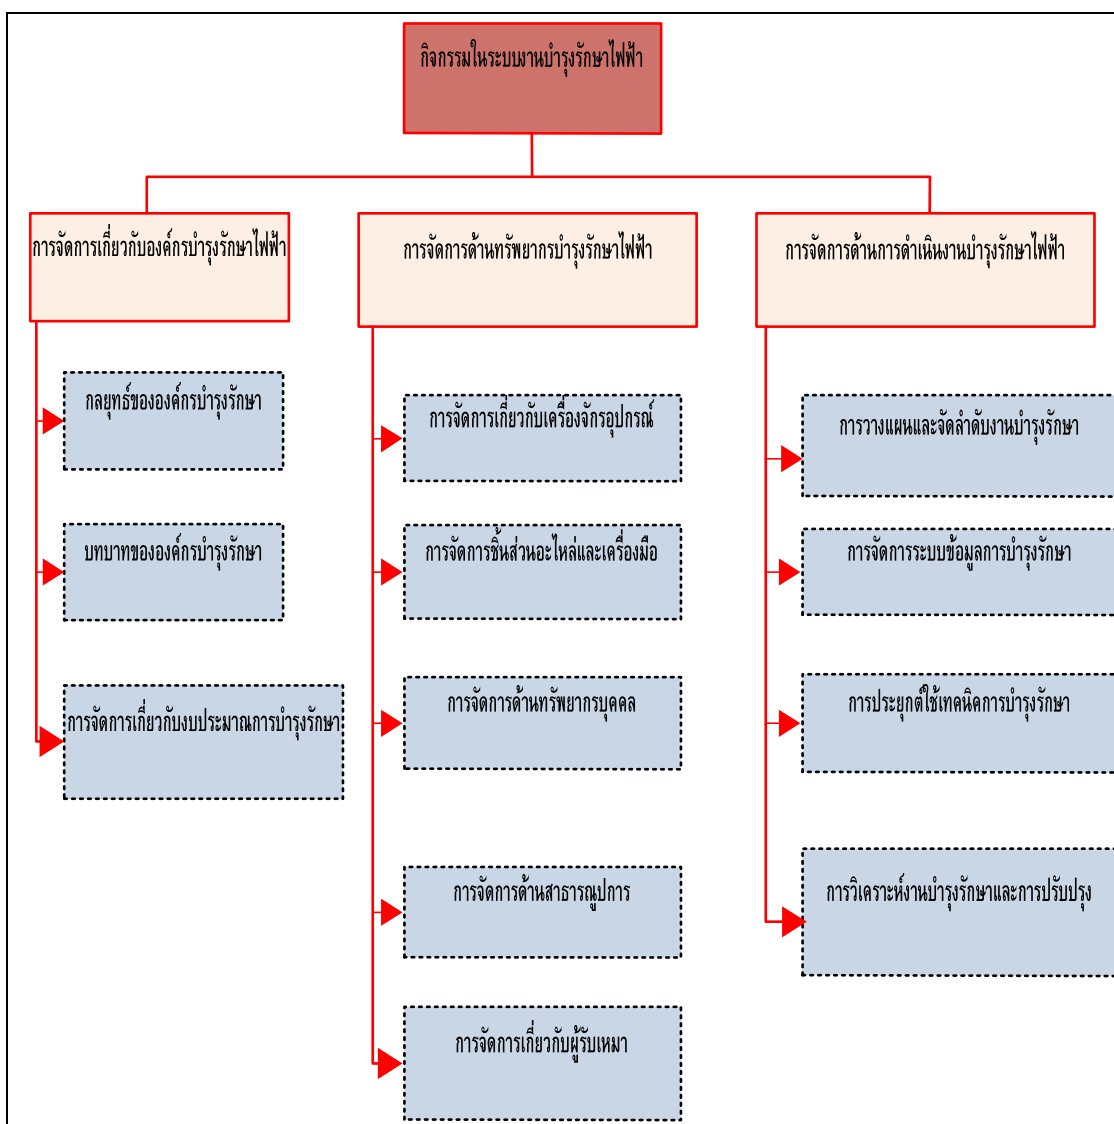 กิจกรรมในระบบงานบำรุงรักษาไฟฟ้า
การจัดการเกี่ยวกับองค์กรบำรุงรักษาไฟฟ้า
กลยุทธ์ขององค์กรบำรุงรักษา
บทบาทขององค์กรบำรุงรักษา
การจัดการเกี่ยวกับงบประมาณการบำรุงรักษา
การจัดการด้านทรัพยากรบำรุงรักษาไฟฟ้า
การจัดการเกี่ยวกับเครื่องจักรอุปกรณ์
การจัดการชิ้นส่วนอะไหล่และเครื่องมือ
การจัดการด้านทรัพยากรบุคคล
การจัดการด้านสาธารณูปการ
การจัดการเกี่ยวกับผู้รับเหมา
การจัดการด้านการดำเนินงานบำรุงรักษาไฟฟ้า
การวางแผนและจัดลำดับงานบำรุงรักษา
การจัดการระบบข้อมูลการบำรุงรักษา
การประยุกต์ใช้เทคนิคการบำรุงรักษา
การวิเคราะห์งานบำรุงรักษาและการปรับปรุง